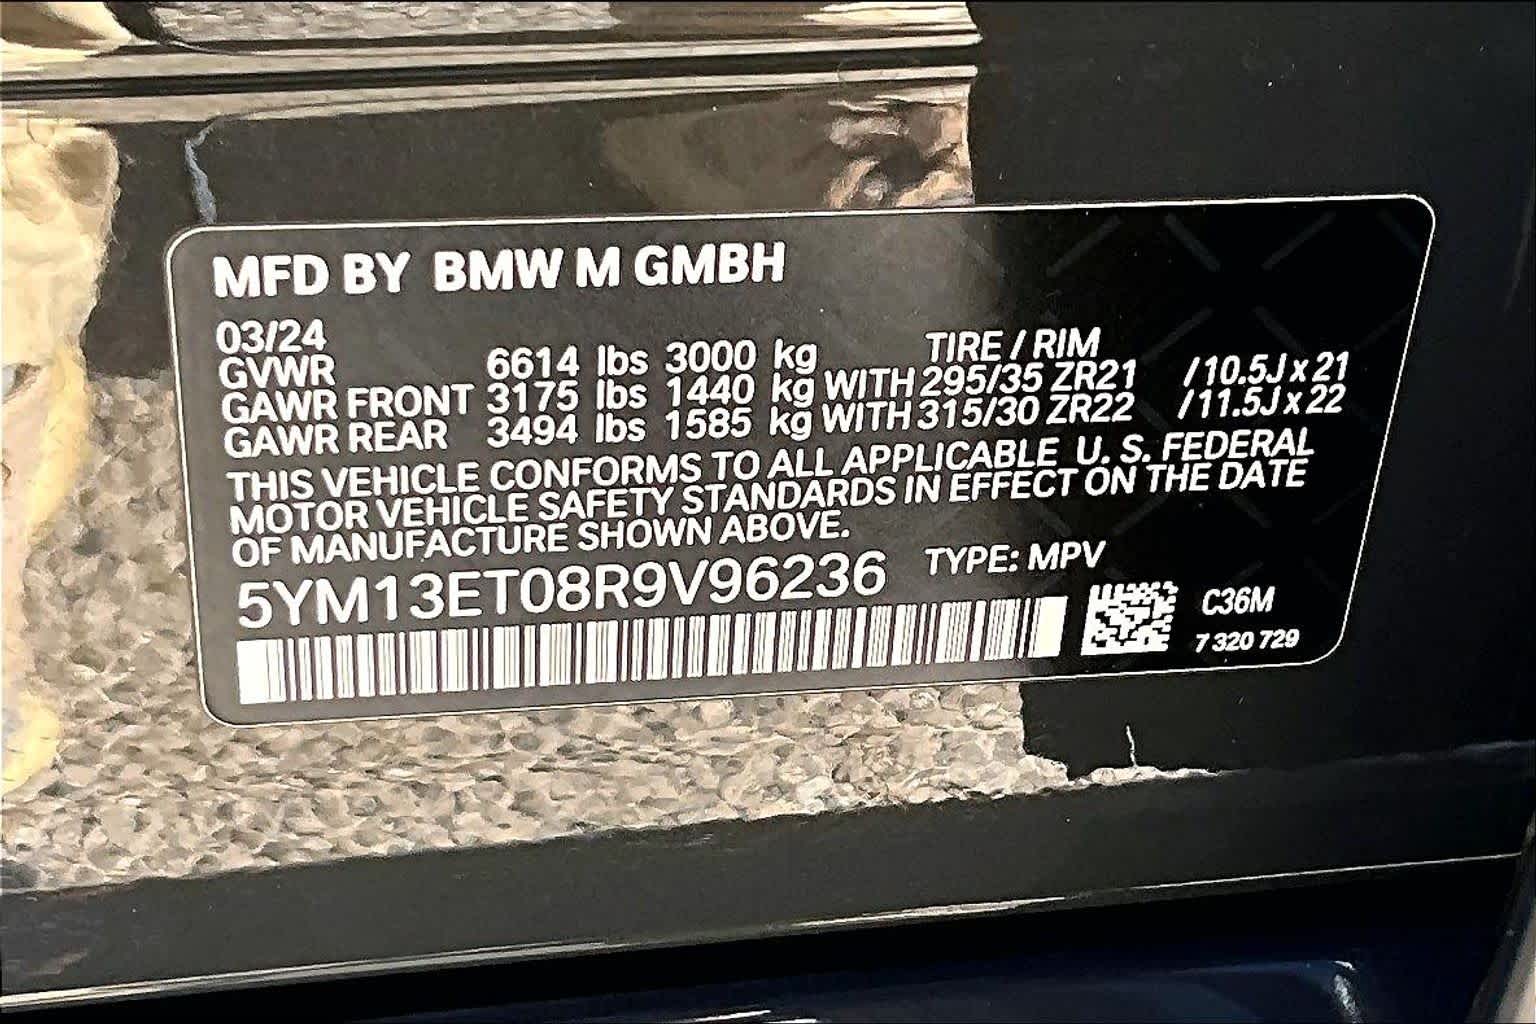 MFD BY BMW M GMBH
03/24
TIRE / RIM
GVWR 6614 lbs 3000 kg
GAWR FRONT 3175 lbs 1440 kg WITH 295/35 ZR21 /10.5J x 21
GAWR REAR 3494 lbs 1585 kg WITH 315/30 ZR22 /11.5J x 22
THIS VEHICLE CONFORMS TO ALL APPLICABLE U. S. FEDERAL
MOTOR VEHICLE SAFETY STANDARDS IN EFFECT ON THE DATE
OF MANUFACTURE SHOWN ABOVE.
5YM13ET08R9V96236 TYPE: MPV
C36M
7 320 729